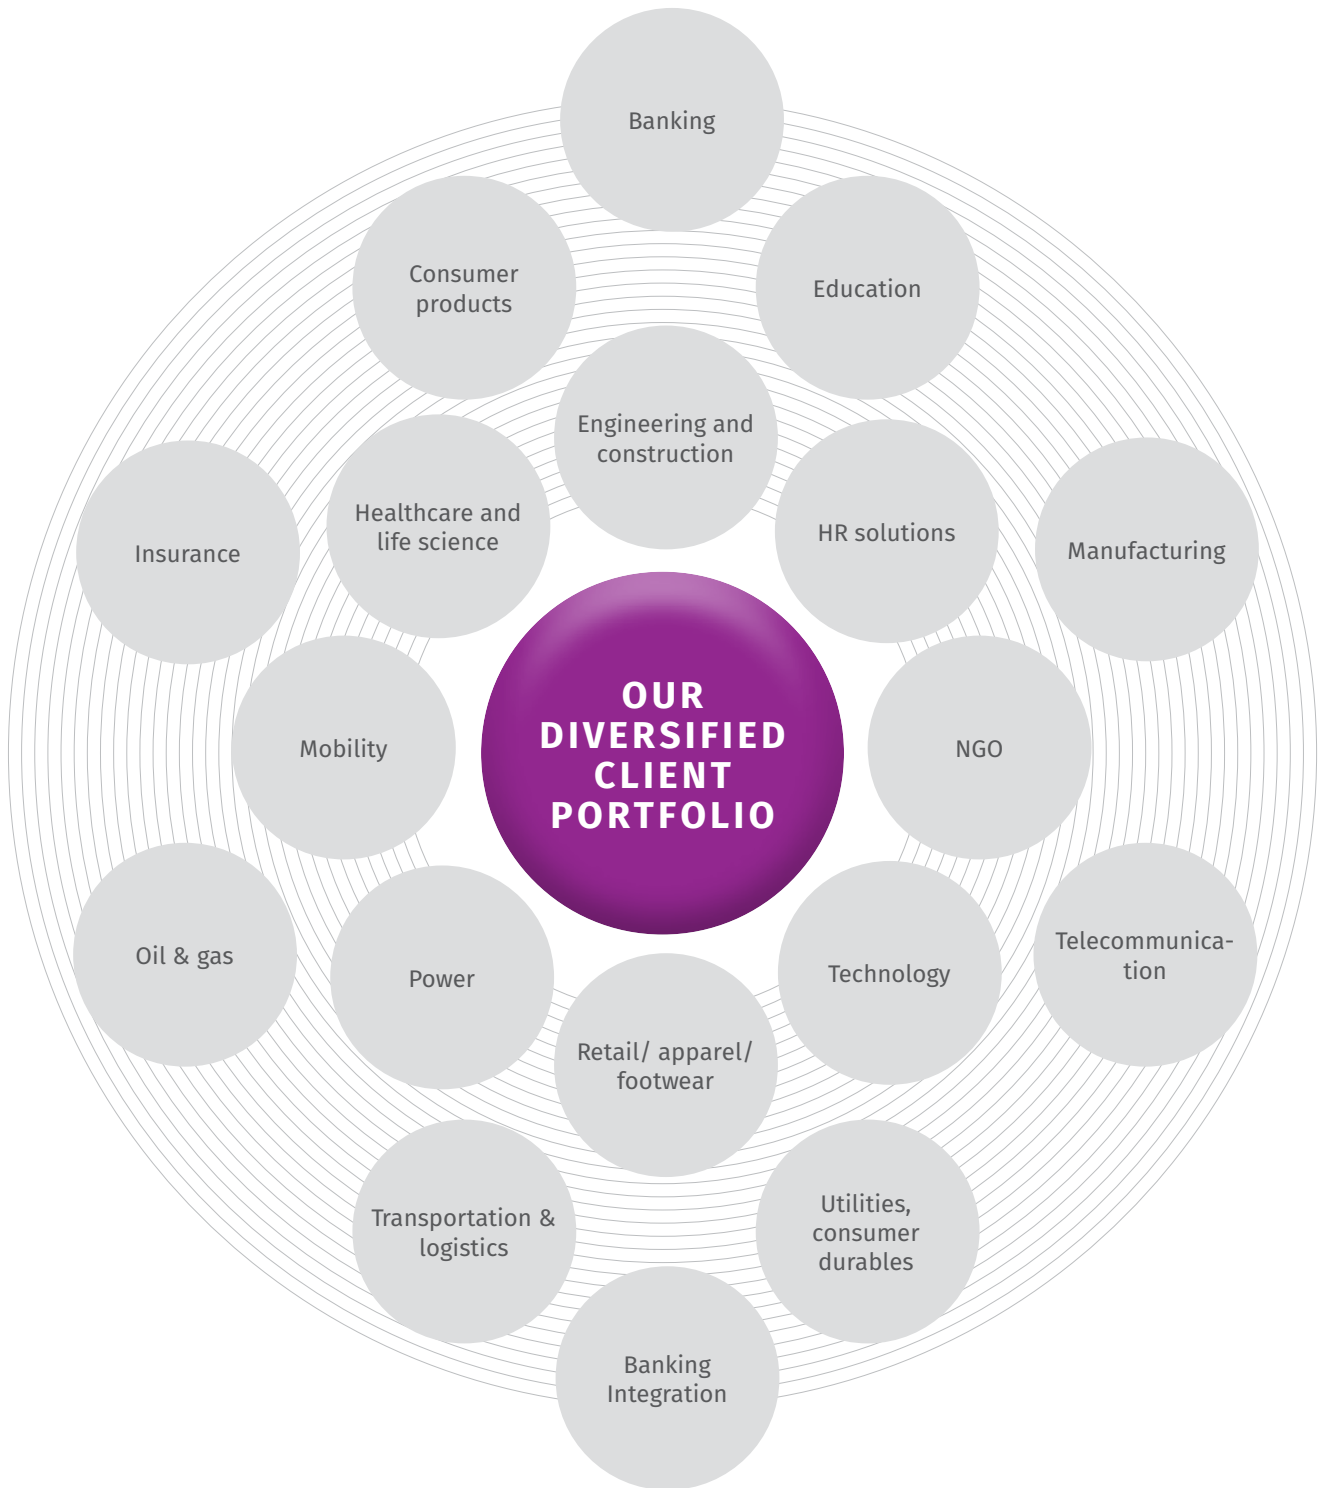 Banking
Consumer
products
Education
Engineering and
construction
Healthcare and
life science
HR solutions
Insurance
Manufacturing
OUR
DIVERSIFIED
CLIENT
PORTFOLIO
Mobility
NGO
Oil & gas
Power
Technology
Telecommunica-
tion
Retail/ apparel/
footwear
Transportation &
logistics
Utilities,
consumer
durables
Banking
Integration